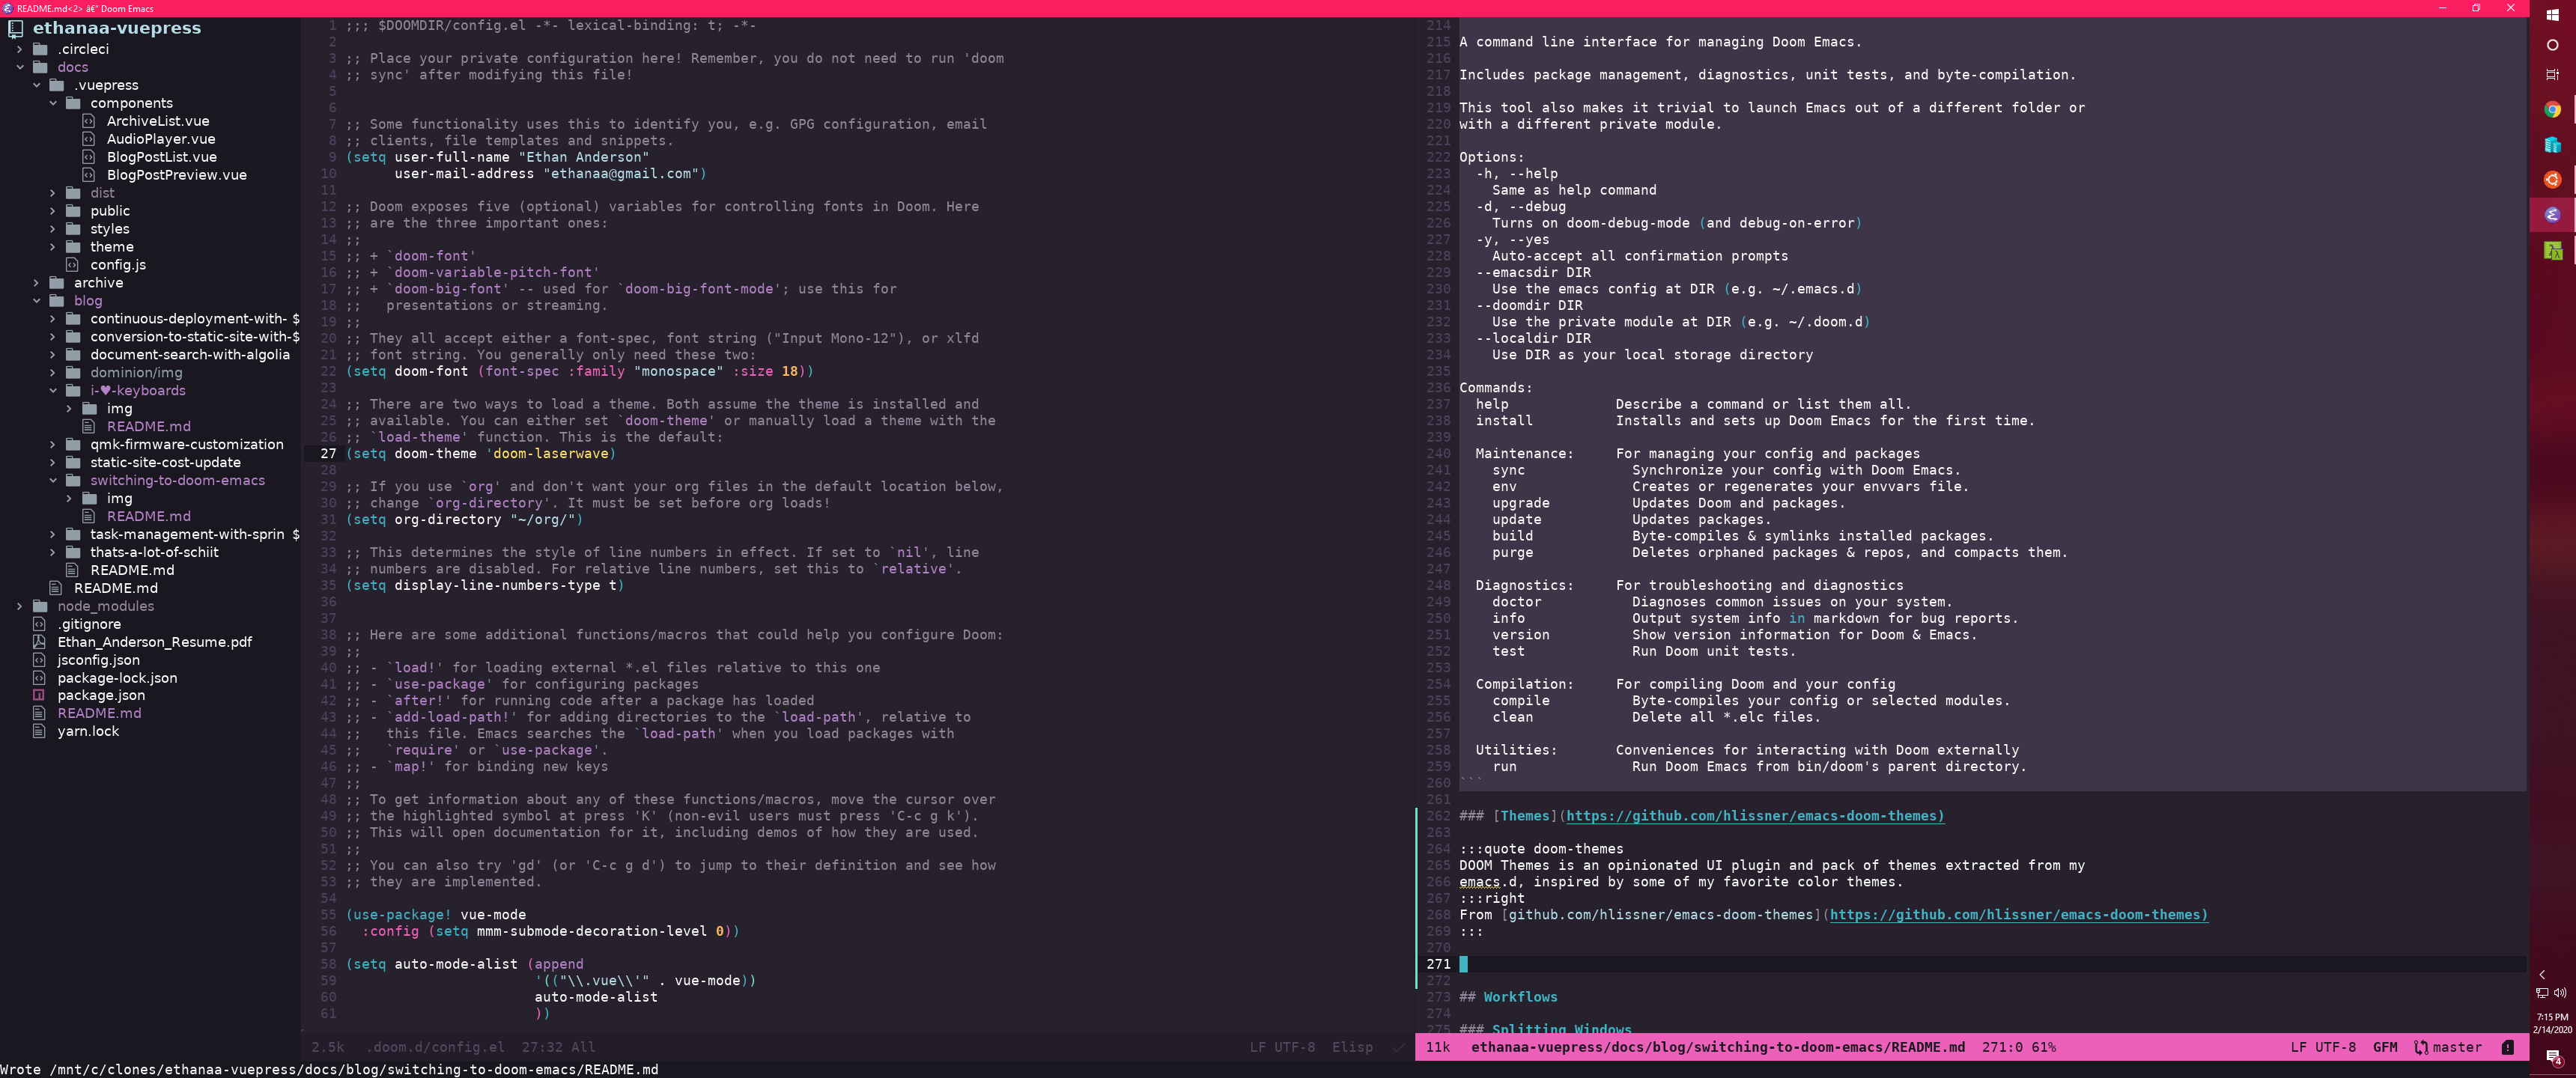 README.md<2> â€" Doom Emacs
ethanaa-vuepress
.circleci
docs
.vuepress
components
ArchiveList.vue
AudioPlayer.vue
BlogPostList.vue
BlogPostPreview.vue
dist
public
styles
theme
config.js
archive
blog
continuous-deployment-with- $
conversion-to-static-site-with-$
document-search-with-algolia
dominion/img
i-♥-keyboards
img
README.md
qmk-firmware-customization
static-site-cost-update
switching-to-doom-emacs
img
README.md
task-management-with-sprin $
thats-a-lot-of-schiit
README.md
README.md
node_modules
.gitignore
Ethan_Anderson_Resume.pdf
jsconfig.json
package-lock.json
package.json
README.md
yarn.lock
1 ;;; $DOOMDIR/config.el -*- lexical-binding: t; -*-
2
3 ;; Place your private configuration here! Remember, you do not need to run 'doom
4 ;; sync' after modifying this file!
5
6
7 ;; Some functionality uses this to identify you, e.g. GPG configuration, email
8 ;; clients, file templates and snippets.
9 (setq user-full-name "Ethan Anderson"
10       user-mail-address "ethanaa@gmail.com")
11
12 ;; Doom exposes five (optional) variables for controlling fonts in Doom. Here
13 ;; are the three important ones:
14 ;;
15 ;; + `doom-font'
16 ;; + `doom-variable-pitch-font'
17 ;; + `doom-big-font' -- used for `doom-big-font-mode'; use this for
18 ;;   presentations or streaming.
19 ;;
20 ;; They all accept either a font-spec, font string ("Input Mono-12"), or xlfd
21 ;; font string. You generally only need these two:
22 (setq doom-font (font-spec :family "monospace" :size 18))
23
24 ;; There are two ways to load a theme. Both assume the theme is installed and
25 ;; available. You can either set `doom-theme' or manually load a theme with the
26 ;; `load-theme' function. This is the default:
27 (setq doom-theme 'doom-laserwave)
28
29 ;; If you use `org' and don't want your org files in the default location below,
30 ;; change `org-directory'. It must be set before org loads!
31 (setq org-directory "~/org/")
32
33 ;; This determines the style of line numbers in effect. If set to `nil', line
34 ;; numbers are disabled. For relative line numbers, set this to `relative'.
35 (setq display-line-numbers-type t)
36
37
38 ;; Here are some additional functions/macros that could help you configure Doom:
39 ;;
40 ;; - `load!' for loading external *.el files relative to this one
41 ;; - `use-package' for configuring packages
42 ;; - `after!' for running code after a package has loaded
43 ;; - `add-load-path!' for adding directories to the `load-path', relative to
44 ;;   this file. Emacs searches the `load-path' when you load packages with
45 ;;   `require' or `use-package'.
46 ;; - `map!' for binding new keys
47 ;;
48 ;; To get information about any of these functions/macros, move the cursor over
49 ;; the highlighted symbol at press 'K' (non-evil users must press 'C-c g k').
50 ;; This will open documentation for it, including demos of how they are used.
51 ;;
52 ;; You can also try 'gd' (or 'C-c g d') to jump to their definition and see how
53 ;; they are implemented.
54
55 (use-package! vue-mode
56   :config (setq mmm-submode-decoration-level 0))
57
58 (setq auto-mode-alist (append
59                        '(("\\.vue\\'" . vue-mode))
60                        auto-mode-alist
61                        ))
2.5k .doom.d/config.el 27:32 All LF UTF-8 Elisp
214
215 A command line interface for managing Doom Emacs.
216
217 Includes package management, diagnostics, unit tests, and byte-compilation.
218
219 This tool also makes it trivial to launch Emacs out of a different folder or
220 with a different private module.
221
222 Options:
223   -h, --help
224     Same as help command
225   -d, --debug
226     Turns on doom-debug-mode (and debug-on-error)
227   -y, --yes
228     Auto-accept all confirmation prompts
229   --emacsdir DIR
230     Use the emacs config at DIR (e.g. ~/.emacs.d)
231   --doomdir DIR
232     Use the private module at DIR (e.g. ~/.doom.d)
233   --localdir DIR
234     Use DIR as your local storage directory
235
236 Commands:
237   help             Describe a command or list them all.
238   install          Installs and sets up Doom Emacs for the first time.
239
240   Maintenance:     For managing your config and packages
241     sync             Synchronize your config with Doom Emacs.
242     env              Creates or regenerates your envvars file.
243     upgrade          Updates Doom and packages.
244     update           Updates packages.
245     build            Byte-compiles & symlinks installed packages.
246     purge            Deletes orphaned packages & repos, and compacts them.
247
248   Diagnostics:     For troubleshooting and diagnostics
249     doctor           Diagnoses common issues on your system.
250     info             Output system info in markdown for bug reports.
251     version          Show version information for Doom & Emacs.
252     test             Run Doom unit tests.
253
254   Compilation:     For compiling Doom and your config
255     compile          Byte-compiles your config or selected modules.
256     clean            Delete all *.elc files.
257
258   Utilities:       Conveniences for interacting with Doom externally
259     run              Run Doom Emacs from bin/doom's parent directory.
260 ```
261
262 ### [Themes](https://github.com/hlissner/emacs-doom-themes)
263
264 :::quote doom-themes
265 DOOM Themes is an opinionated UI plugin and pack of themes extracted from my
266 emacs.d, inspired by some of my favorite color themes.
267 :::right
268 From [github.com/hlissner/emacs-doom-themes](https://github.com/hlissner/emacs-doom-themes)
269 :::
270
271
272
273 ## Workflows
274
275 ### Splitting Windows
11k ethanaa-vuepress/docs/blog/switching-to-doom-emacs/README.md 271:0 61% LF UTF-8 GFM master
Wrote /mnt/c/clones/ethanaa-vuepress/docs/blog/switching-to-doom-emacs/README.md
7:15 PM
2/14/2020
4